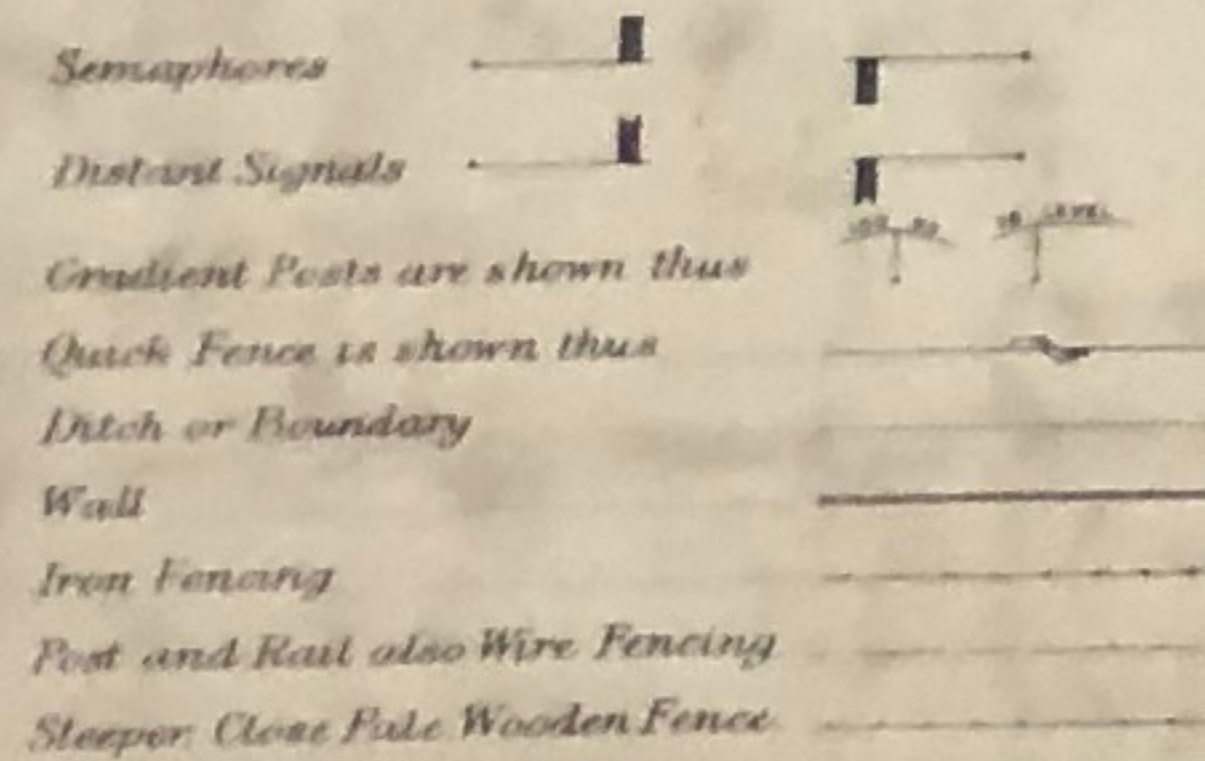 Semaphores
Distant Signals
LEVEL
Gradient Posts are shown thus
Quick Fence is shown thus
Ditch or Boundary
Wall
Iron Fencing
Post and Rail also Wire Fencing
Sleeper, Close Pale Wooden Fence